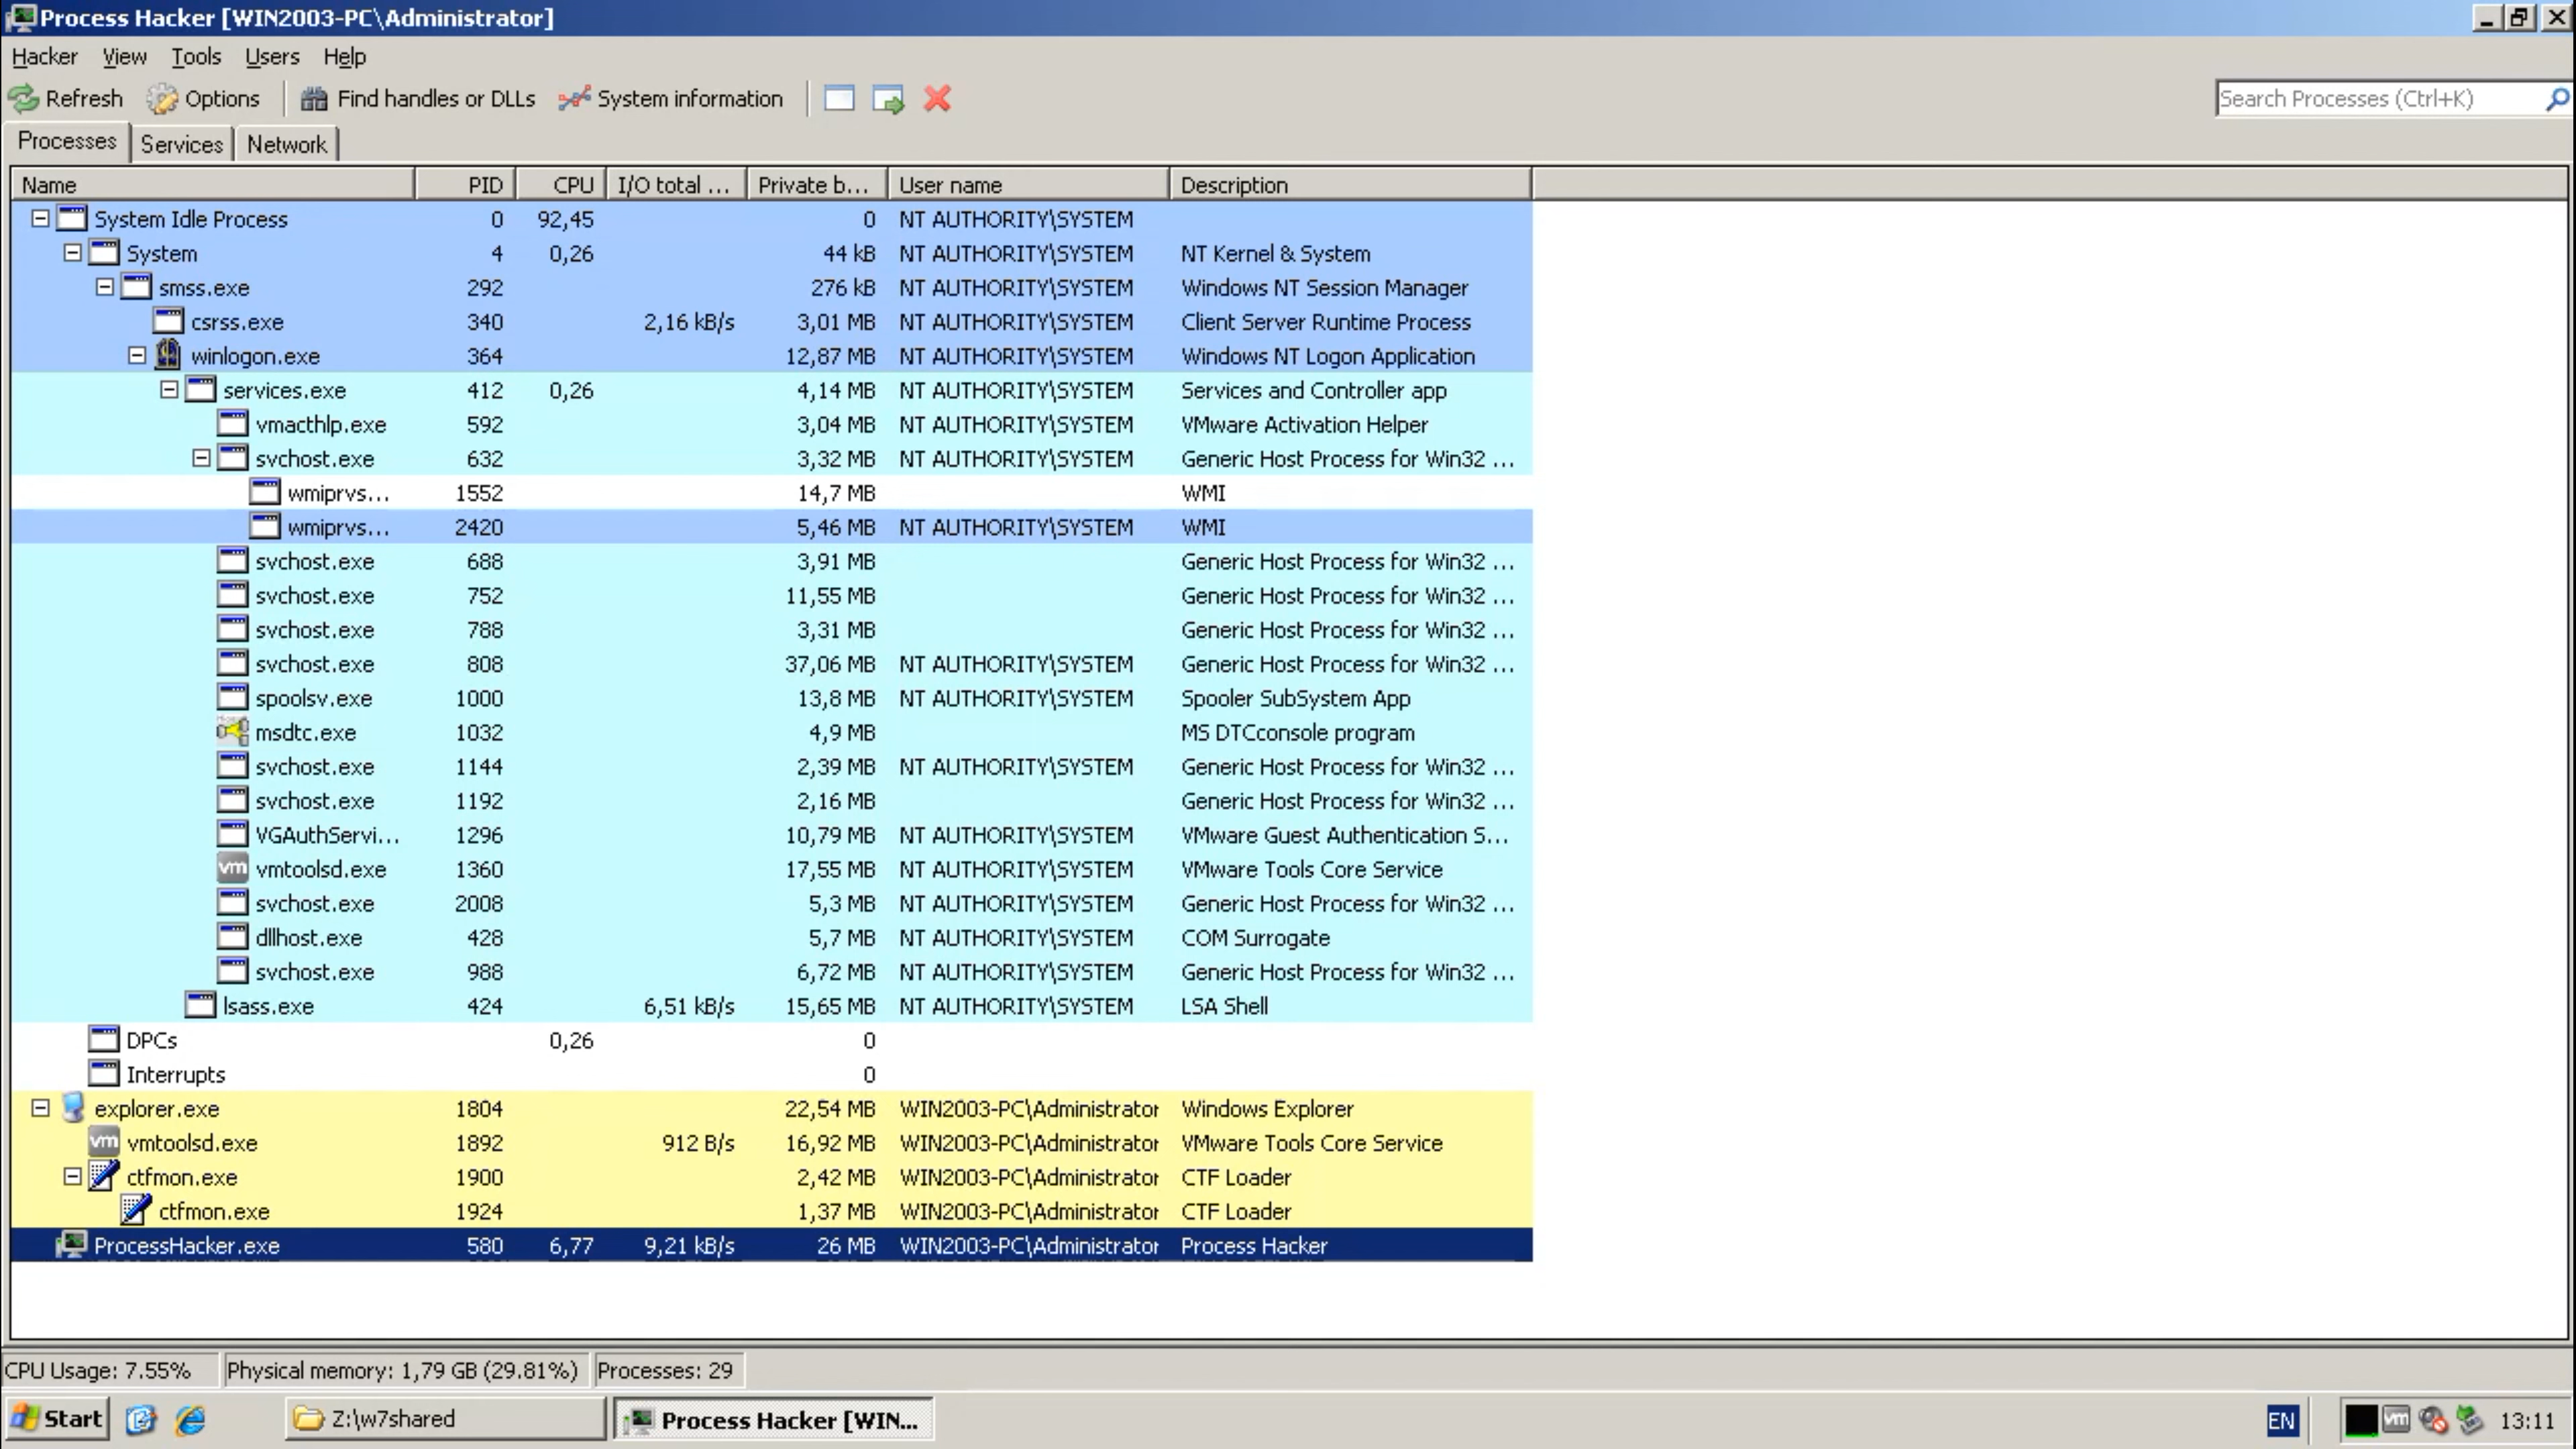 Process Hacker [WIN2003-PC\Administrator]
Hacker View Tools Users Help
Refresh Options Find handles or DLLs System information Search Processes (Ctrl+K)
Processes Services Network
Name PID CPU I/O total ... Private b... User name Description
System Idle Process 0 92,45 0 NT AUTHORITY\SYSTEM
System 4 0,26 44 kB NT AUTHORITY\SYSTEM NT Kernel & System
smss.exe 292 276 kB NT AUTHORITY\SYSTEM Windows NT Session Manager
csrss.exe 340 2,16 kB/s 3,01 MB NT AUTHORITY\SYSTEM Client Server Runtime Process
winlogon.exe 364 12,87 MB NT AUTHORITY\SYSTEM Windows NT Logon Application
services.exe 412 0,26 4,14 MB NT AUTHORITY\SYSTEM Services and Controller app
vmacthlp.exe 592 3,04 MB NT AUTHORITY\SYSTEM VMware Activation Helper
svchost.exe 632 3,32 MB NT AUTHORITY\SYSTEM Generic Host Process for Win32 ...
wmiprvs... 1552 14,7 MB WMI
wmiprvs... 2420 5,46 MB NT AUTHORITY\SYSTEM WMI
svchost.exe 688 3,91 MB Generic Host Process for Win32 ...
svchost.exe 752 11,55 MB Generic Host Process for Win32 ...
svchost.exe 788 3,31 MB Generic Host Process for Win32 ...
svchost.exe 808 37,06 MB NT AUTHORITY\SYSTEM Generic Host Process for Win32 ...
spoolsv.exe 1000 13,8 MB NT AUTHORITY\SYSTEM Spooler SubSystem App
msdtc.exe 1032 4,9 MB MS DTCconsole program
svchost.exe 1144 2,39 MB NT AUTHORITY\SYSTEM Generic Host Process for Win32 ...
svchost.exe 1192 2,16 MB Generic Host Process for Win32 ...
VGAuthServi... 1296 10,79 MB NT AUTHORITY\SYSTEM VMware Guest Authentication S...
vm vmtoolsd.exe 1360 17,55 MB NT AUTHORITY\SYSTEM VMware Tools Core Service
svchost.exe 2008 5,3 MB NT AUTHORITY\SYSTEM Generic Host Process for Win32 ...
dllhost.exe 428 5,7 MB NT AUTHORITY\SYSTEM COM Surrogate
svchost.exe 988 6,72 MB NT AUTHORITY\SYSTEM Generic Host Process for Win32 ...
lsass.exe 424 6,51 kB/s 15,65 MB NT AUTHORITY\SYSTEM LSA Shell
DPCs 0,26 0
Interrupts 0
explorer.exe 1804 22,54 MB WIN2003-PC\Administrator Windows Explorer
vm vmtoolsd.exe 1892 912 B/s 16,92 MB WIN2003-PC\Administrator VMware Tools Core Service
ctfmon.exe 1900 2,42 MB WIN2003-PC\Administrator CTF Loader
ctfmon.exe 1924 1,37 MB WIN2003-PC\Administrator CTF Loader
ProcessHacker.exe 580 6,77 9,21 kB/s 26 MB WIN2003-PC\Administrator Process Hacker
CPU Usage: 7.55% Physical memory: 1,79 GB (29.81%) Processes: 29
Start Z:\w7shared Process Hacker [WIN... EN vm 13:11